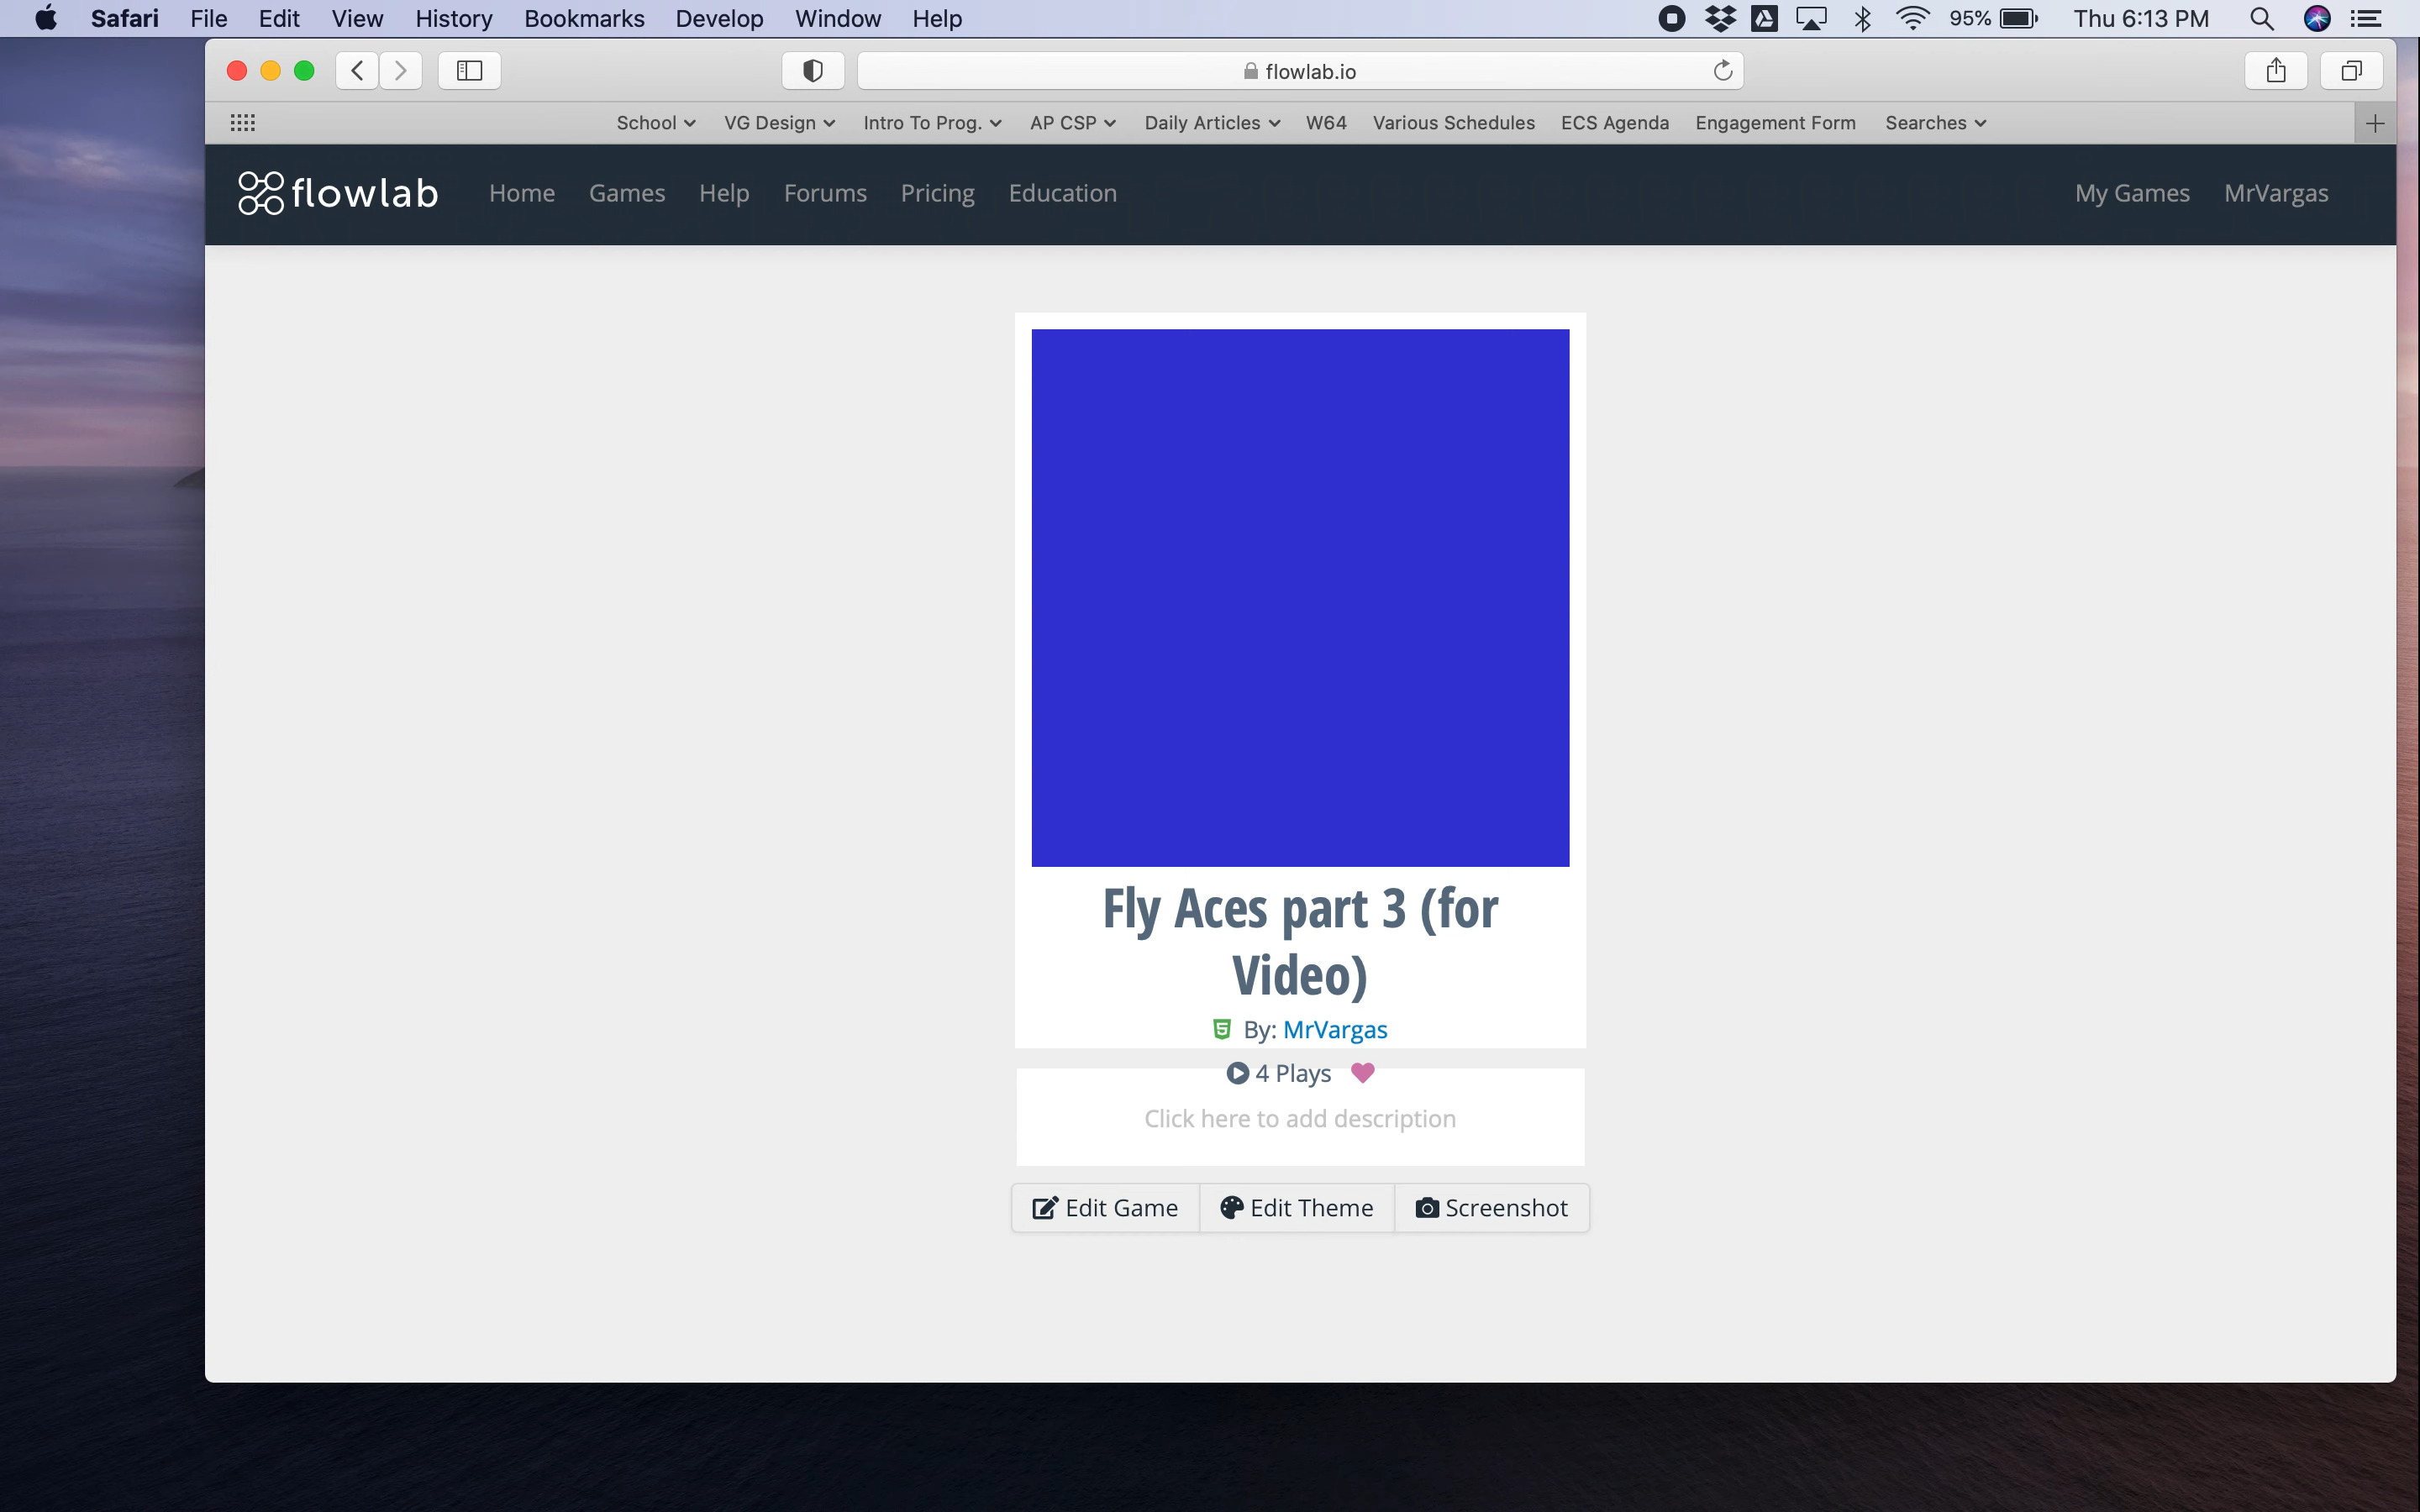 Safari File Edit View History Bookmarks Develop Window Help 95% Thu 6:13 PM
flowlab.io
School VG Design Intro To Prog. AP CSP Daily Articles W64 Various Schedules ECS Agenda Engagement Form Searches
flowlab Home Games Help Forums Pricing Education My Games MrVargas
Fly Aces part 3 (for
Video)
By: MrVargas
4 Plays
Click here to add description
Edit Game Edit Theme Screenshot